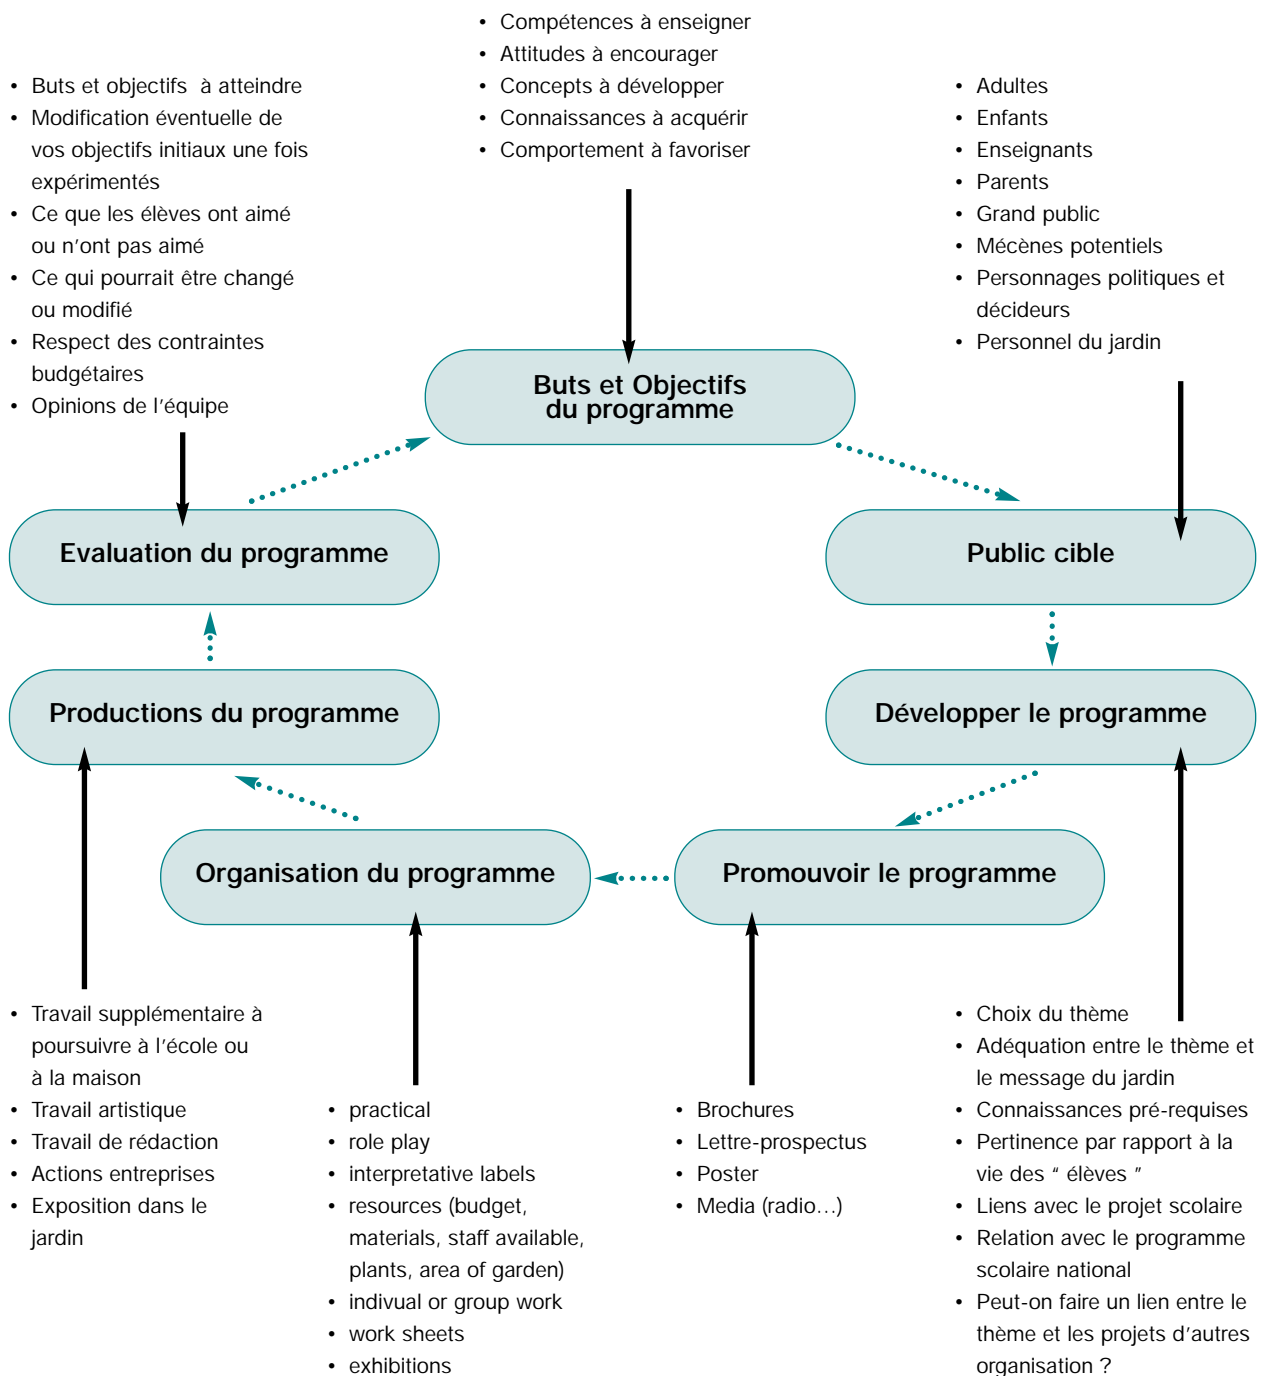 • Compétences à enseigner
• Attitudes à encourager
• Concepts à développer
• Connaissances à acquérir
• Comportement à favoriser
• Buts et objectifs à atteindre
• Modification éventuelle de
vos objectifs initiaux une fois
expérimentés
• Ce que les élèves ont aimé
ou n'ont pas aimé
• Ce qui pourrait être changé
ou modifié
• Respect des contraintes
budgétaires
• Opinions de l'équipe
• Adultes
• Enfants
• Enseignants
• Parents
• Grand public
• Mécènes potentiels
• Personnages politiques et
décideurs
• Personnel du jardin
Buts et Objectifs
du programme
Evaluation du programme
Public cible
Productions du programme
Développer le programme
Organisation du programme
Promouvoir le programme
• Travail supplémentaire à
poursuivre à l'école ou
à la maison
• Travail artistique
• Travail de rédaction
• Actions entreprises
• Exposition dans le
jardin
• practical
• role play
• interpretative labels
• resources (budget,
materials, staff available,
plants, area of garden)
• indivual or group work
• work sheets
• exhibitions
• Brochures
• Lettre-prospectus
• Poster
• Media (radio…)
• Choix du thème
• Adéquation entre le thème et
le message du jardin
• Connaissances pré-requises
• Pertinence par rapport à la
vie des " élèves "
• Liens avec le projet scolaire
• Relation avec le programme
scolaire national
• Peut-on faire un lien entre le
thème et les projets d'autres
organisation ?